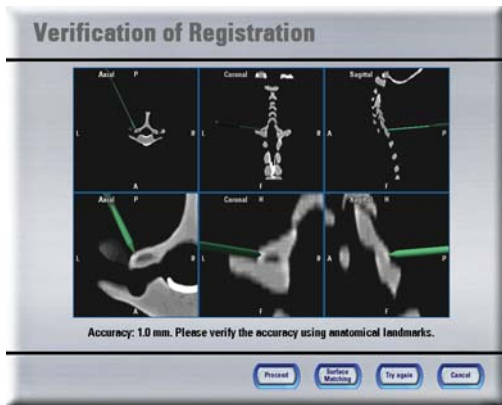 Verification of Registration
Axial P
L
R
A
Coronal
L
R
F
Sagittal
A
P
F
Axial P
L
R
A
Coronal H
L
R
F
Sagittal H
A
P
F
Accuracy: 1.0 mm. Please verify the accuracy using anatomical landmarks.
Proceed
Surface
Matching
Try again
Cancel